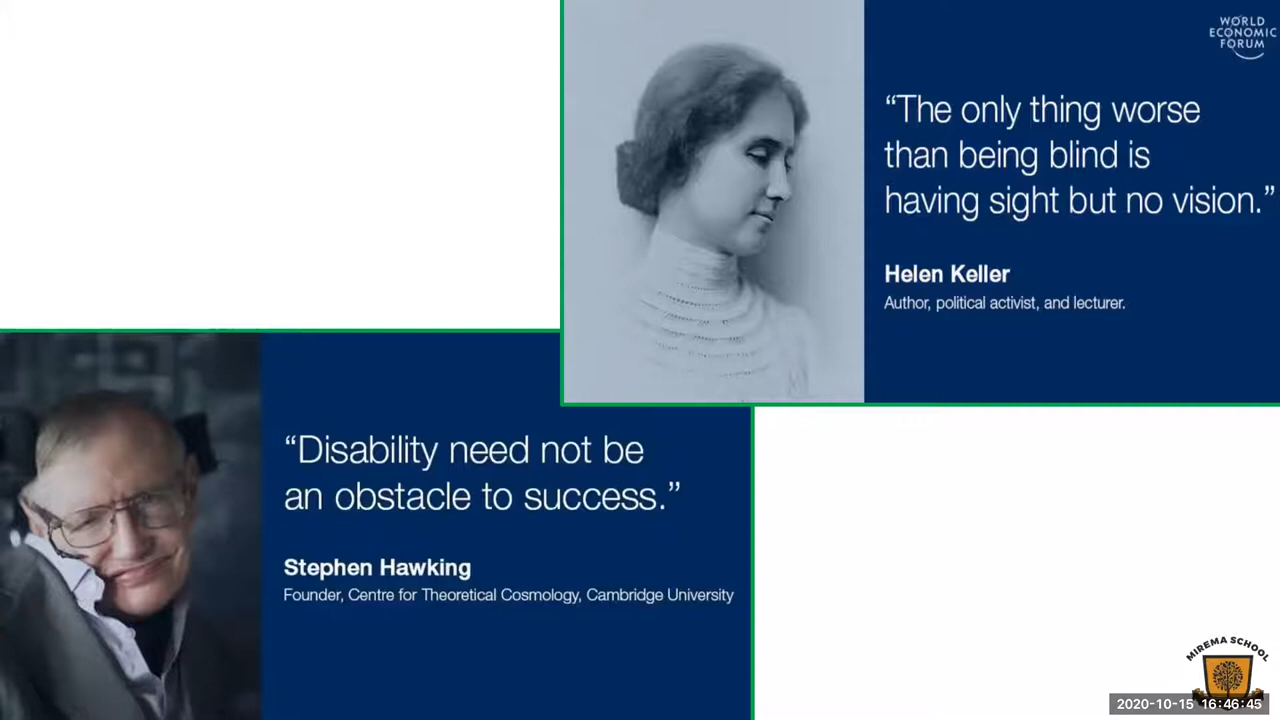 WORLD
ECONOMIC
FORUM
“The only thing worse
than being blind is
having sight but no vision.”
Helen Keller
Author, political activist, and lecturer.
“Disability need not be
an obstacle to success.”
Stephen Hawking
Founder, Centre for Theoretical Cosmology, Cambridge University
MIREMA SCHOOL
2020-10-15 16:46:45